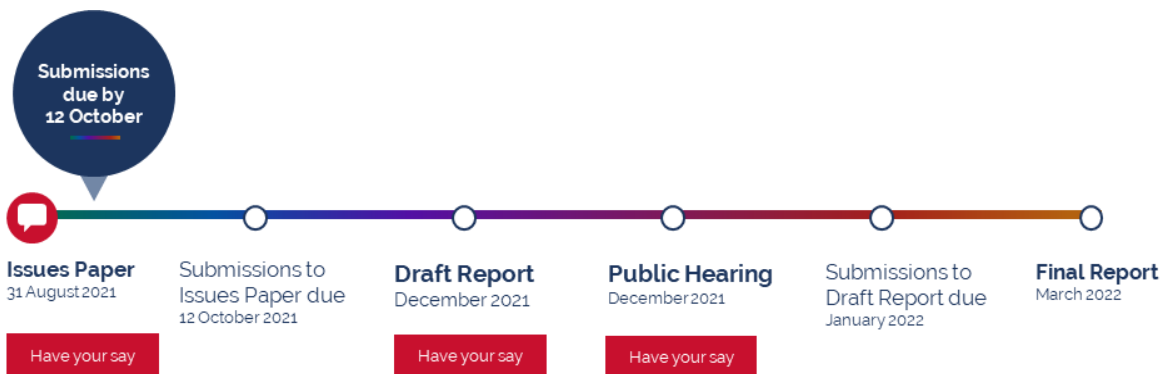 Submissions
due by
12 October
Issues Paper
31 August 2021
Have your say
Submissions to
Issues Paper due
12 October 2021
Draft Report
December 2021
Have your say
Public Hearing
December 2021
Have your say
Submissions to
Draft Report due
January 2022
Final Report
March 2022